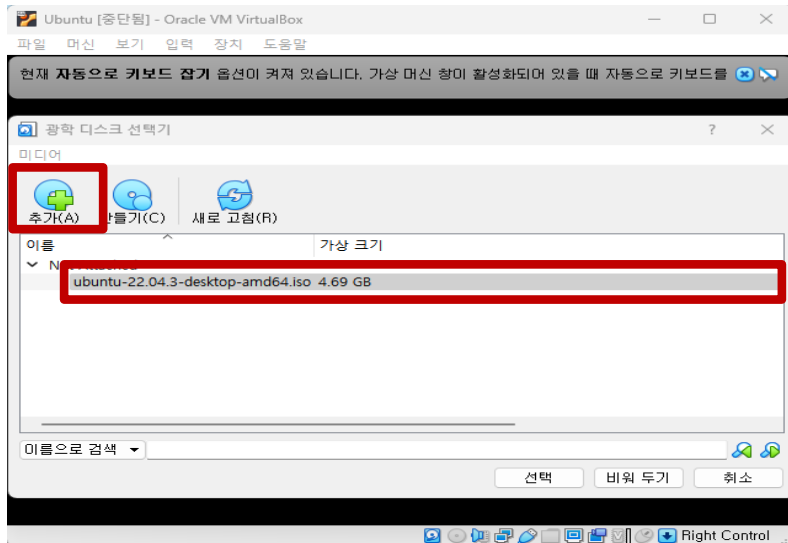 Ubuntu [중단됨] - Oracle VM VirtualBox
파일 머신 보기 입력 장치 도움말
현재 자동으로 키보드 잡기 옵션이 켜져 있습니다. 가상 머신 창이 활성화되어 있을 때 자동으로 키보드를
광학 디스크 선택기
미디어
추가(A) 만들기(C) 새로 고침(R)
이름 가상 크기
ubuntu-22.04.3-desktop-amd64.iso 4.69 GB
이름으로 검색
선택 비워 두기 취소
Right Control